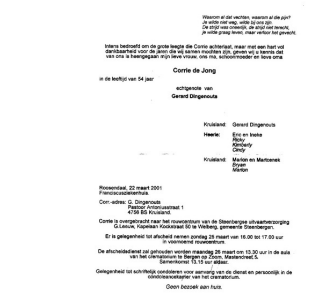 Waarom al dat vechten, waarom al die pijn?
Je wilde niet weg, wilde bij ons zijn.
De strijd was oneerlijk, de strijd niet terecht,
je wilde graag leven, maar verloor het gevecht.
Intens bedroefd om de grote leegte die Corrie achterlaat, maar met een hart vol
dankbaarheid voor de jaren die wij samen mochten zijn, geven wij u kennis dat
van ons is heengegaan mijn lieve vrouw, ons ma, schoonmoeder en lieve oma
Corrie de Jong
in de leeftijd van 54 jaar
echtgenote van
Gerard Dingenouts
Kruisland: Gerard Dingenouts
Heerle: Eric en Ineke
Ricky
Kimberly
Cindy
Kruisland: Marion en
Bryan
Marlon
Roosendaal, 22 maart 2001
Franciscusziekenhuis.
Corr.-adres: G. Dingenouts
Pastoor Antoniusstraat 1
4756 BS Kruisland.
Corrie is overgebracht naar het rouwcentrum van de Steenbergse uitvaartverzorging
G.Leeuw, Kapelaan Kockstraat 50 te Welberg, gemeente Steenbergen.
Er is gelegenheid tot afscheid nemen zondag 25 maart van 16.00 tot 17.00 uur
in voornoemd rouwcentrum.
De afscheidsdienst zal gehouden worden maandag 26 maart om 13.30 uur in de aula
van het crematorium te Bergen op Zoom, Mastendreef 5.
Samenkomst 13.15 uur aldaar.
Gelegenheid tot schriftelijk condoleren voor aanvang van de dienst en persoonlijk in de
condoleancekamer van het crematorium.
Geen bezoek aan huis.